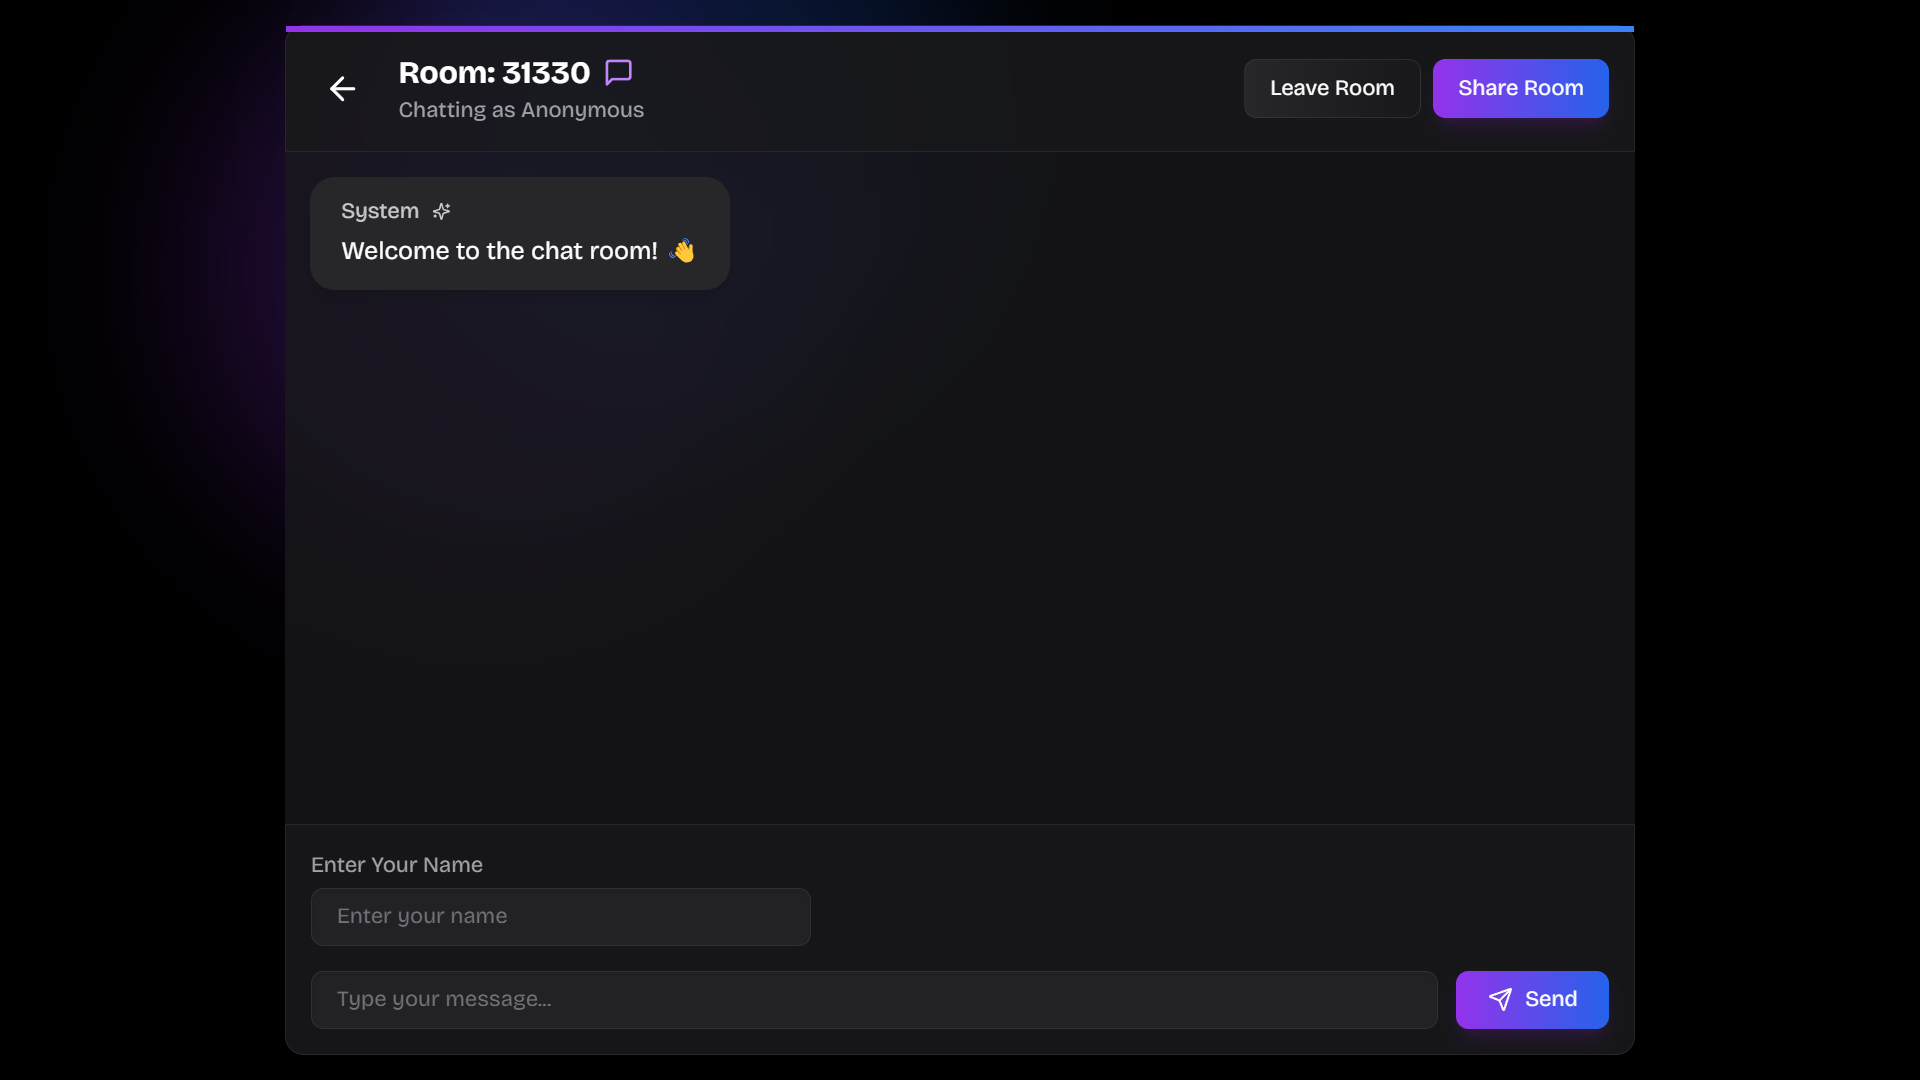 Room: 31330
Chatting as Anonymous
Leave Room
Share Room
System
Welcome to the chat room! 👋
Enter Your Name
Enter your name
Type your message...
Send